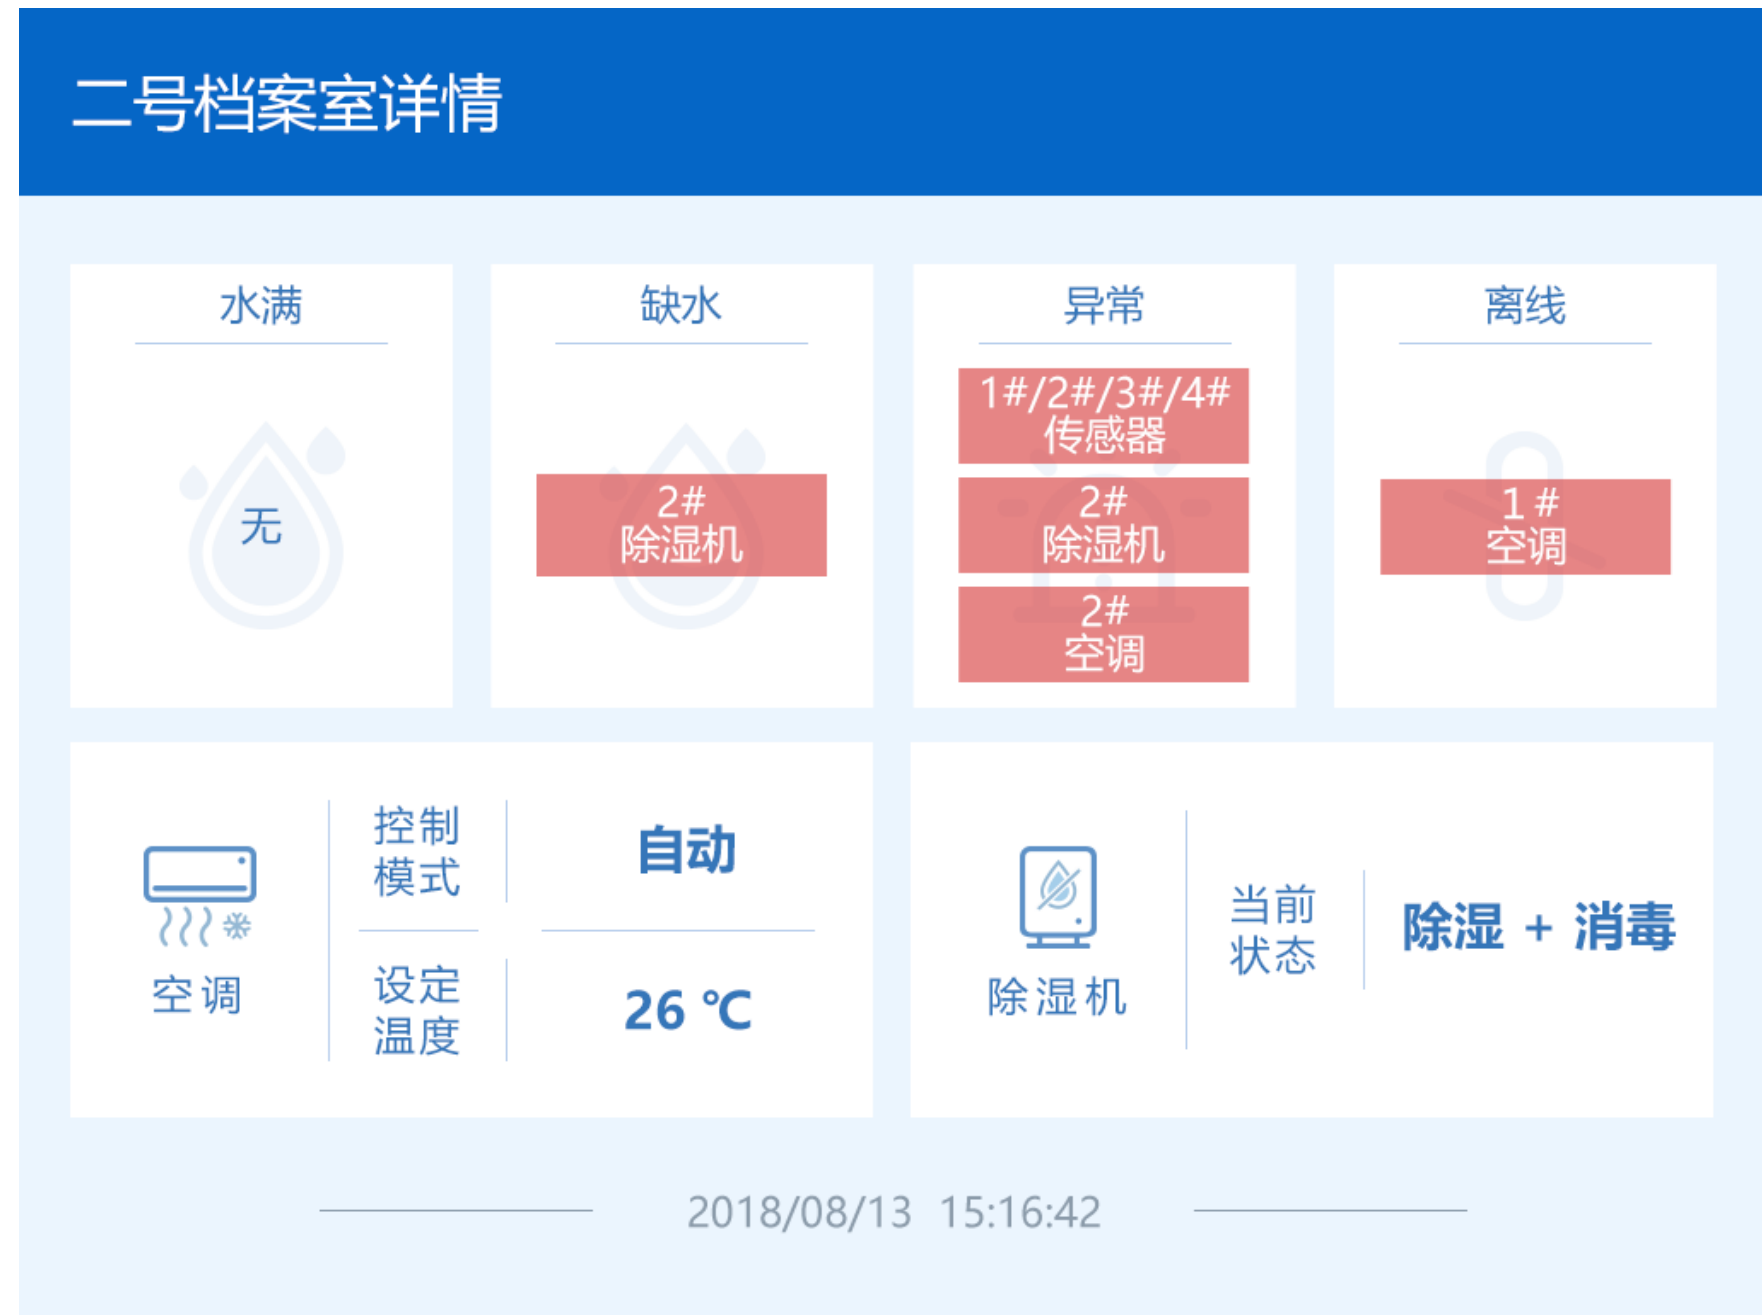 二号档案室详情
水满
无
缺水
2#
除湿机
异常
1#/2#/3#/4#
传感器
2#
除湿机
2#
空调
离线
1 #
空调
空调
控制
模式
自动
设定
温度
26 ℃
除湿机
当前
状态
除湿 + 消毒
2018/08/13 15:16:42